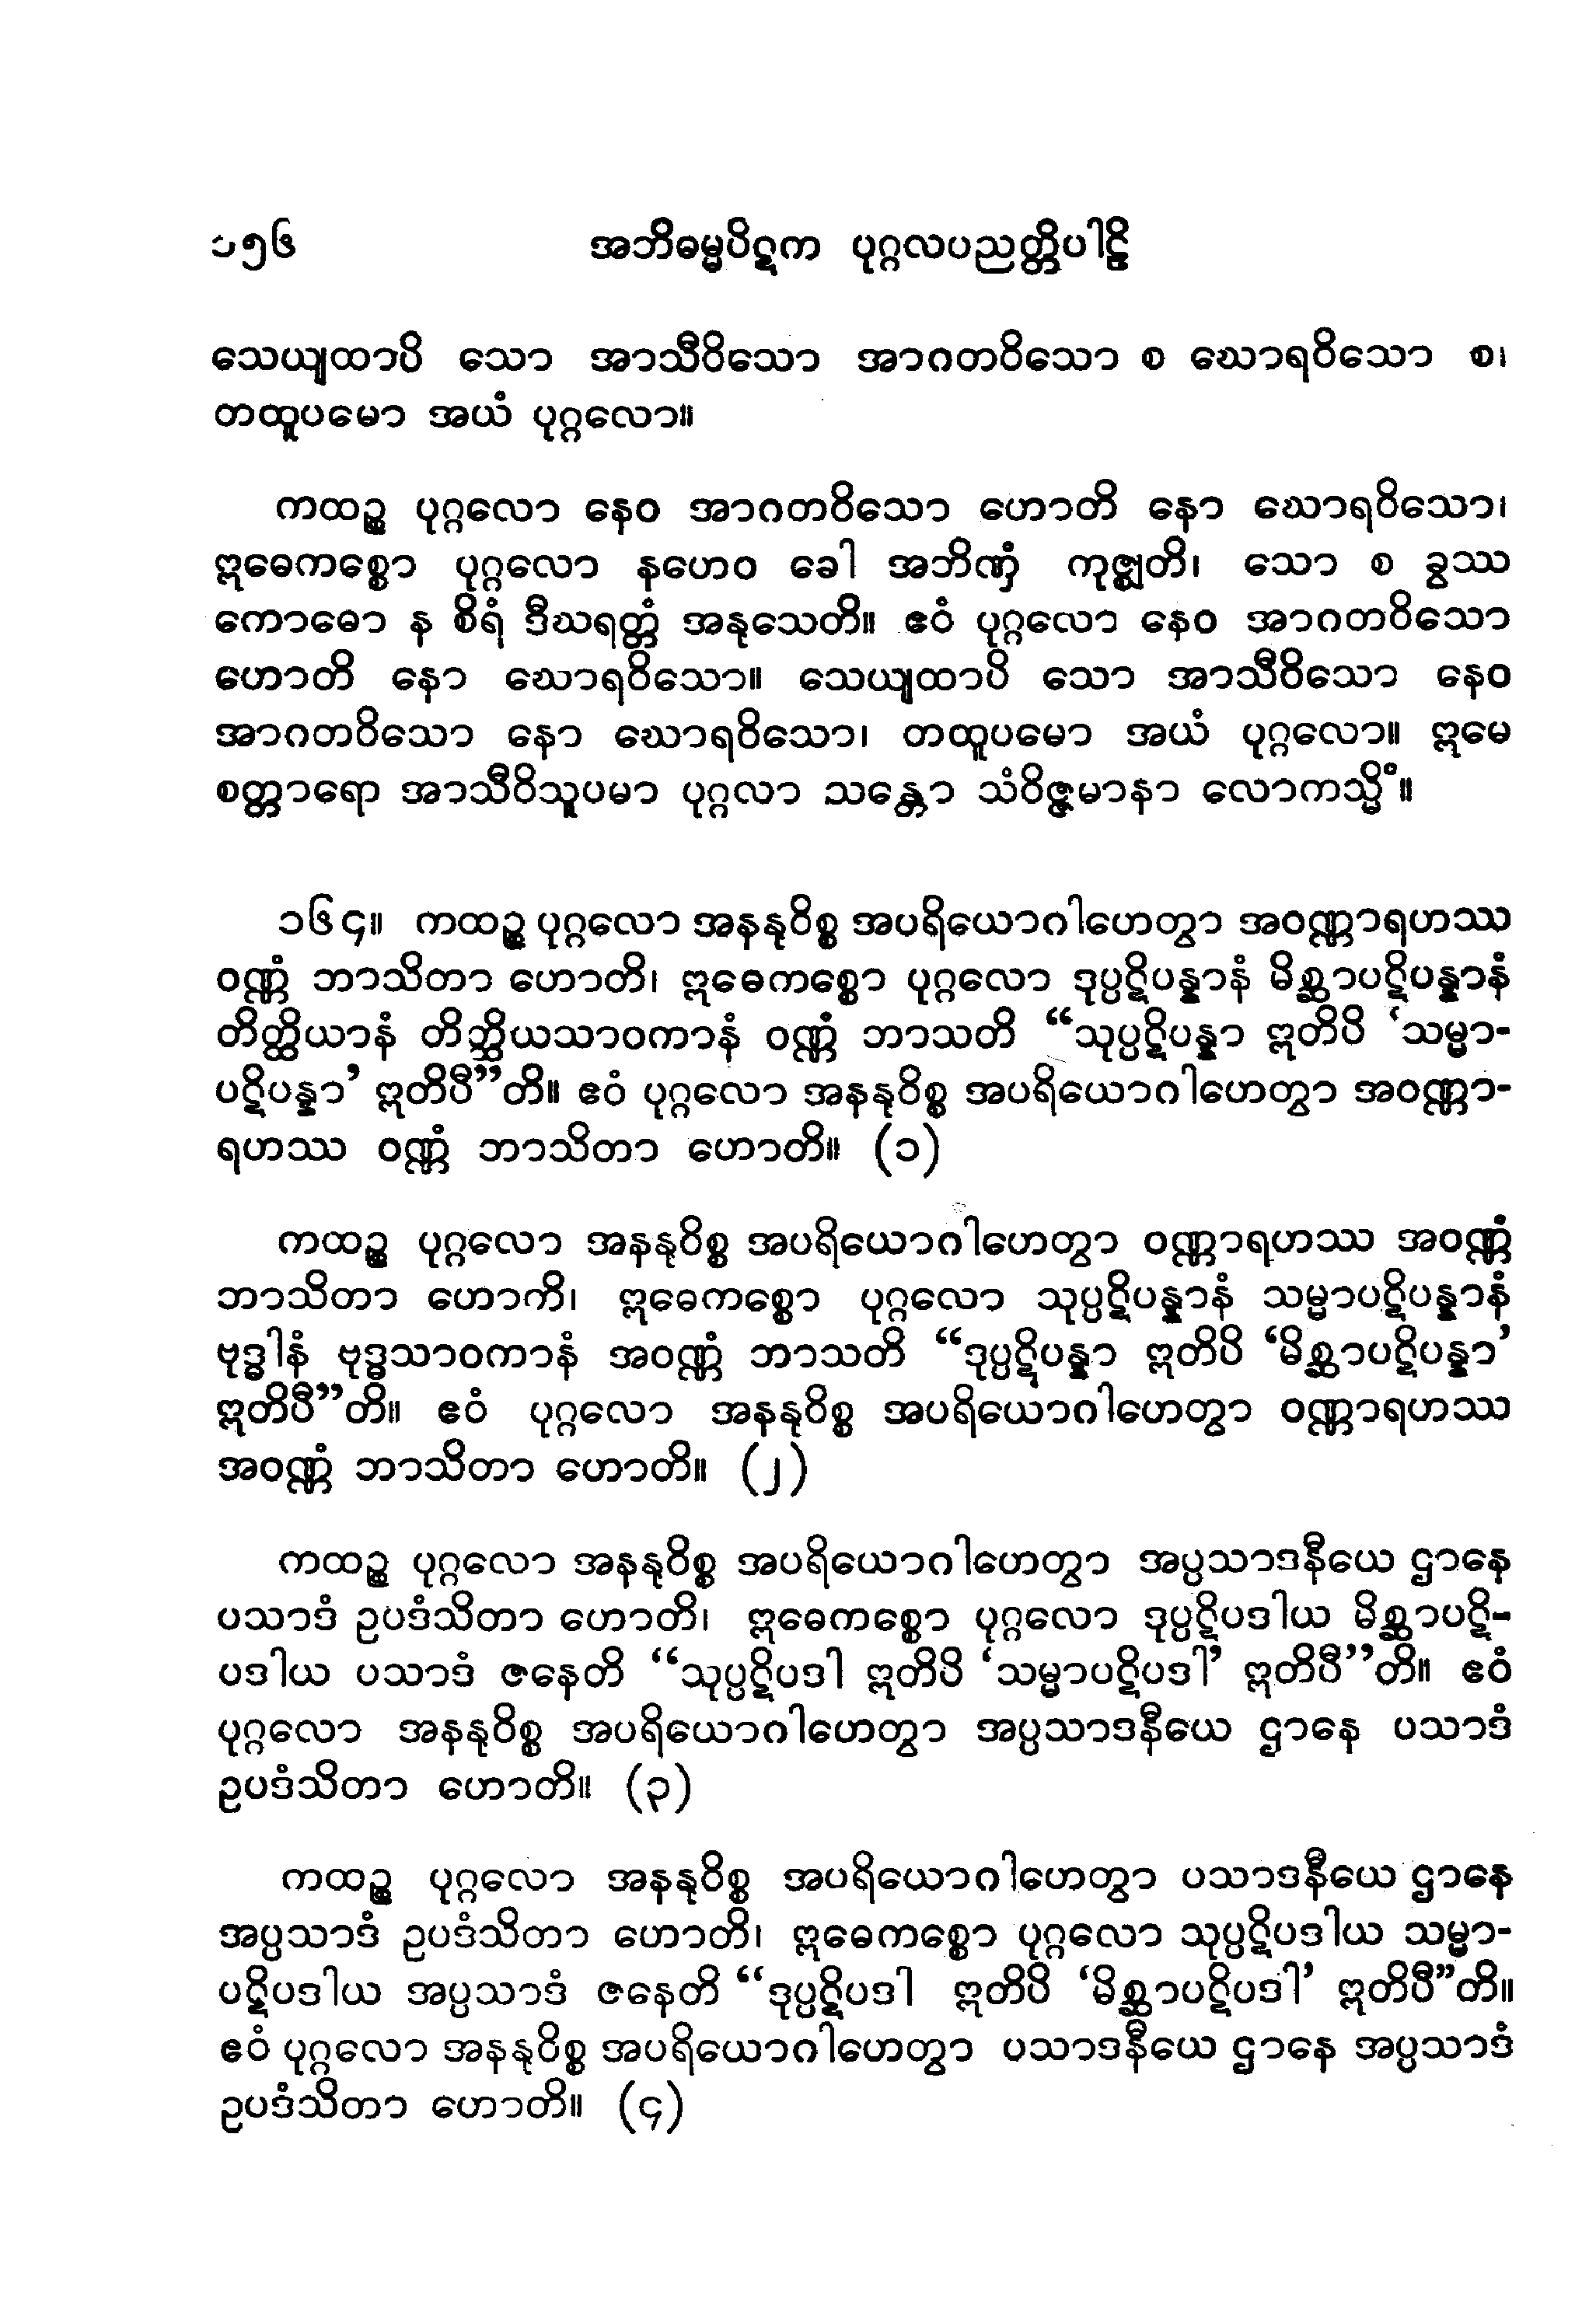 ၁၅၆ အဘိဓမ္မပိဋက ပုဂ္ဂလပညတ္တိပါဠိ
သေယျထာပိ သော အာသီဝိသော အာဂတဝိသော စ ဃောရဝိသော စ၊
တထူပမော အယံ ပုဂ္ဂလော။
ကထဉ္စ ပုဂ္ဂလော နေဝ အာဂတဝိသော ဟောတိ နော ဃောရဝိသော၊
ဣဓေကစ္စော ပုဂ္ဂလော နဟေဝ ခေါ အဘိဏှံ ကုဇ္ဈတိ၊ သော စ ခွဿ
ကောဓော န စိရံ ဒီဃရတ္တံ အနုသေတိ။ ဧဝံ ပုဂ္ဂလော နေဝ အာဂတဝိသော
ဟောတိ နော ဃောရဝိသော။ သေယျထာပိ သော အာသီဝိသော နေဝ
အာဂတဝိသော နော ဃောရဝိသော၊ တထူပမော အယံ ပုဂ္ဂလော။ ဣမေ
စတ္တာရော အာသီဝိသူပမာ ပုဂ္ဂလာ သန္တော သံဝိဇ္ဇမာနာ လောကသ္မိံ။
၁၆၄။ ကထဉ္စ ပုဂ္ဂလော အနနုဝိစ္စ အပရိယောဂါဟေတွာ အဝဏ္ဏာရဟဿ
ဝဏ္ဏံ ဘာသိတာ ဟောတိ၊ ဣဓေကစ္စော ပုဂ္ဂလော ဒုပ္ပဋိပန္နာနံ မိစ္ဆာပဋိပန္နာနံ
တိတ္ထိယာနံ တိတ္ထိယသာဝကာနံ ဝဏ္ဏံ ဘာသတိ “သုပ္ပဋိပန္နာ ဣတိပိ ‘သမ္မာ-
ပဋိပန္နာ’ ဣတိပီ”တိ။ ဧဝံ ပုဂ္ဂလော အနနုဝိစ္စ အပရိယောဂါဟေတွာ အဝဏ္ဏာ-
ရဟဿ ဝဏ္ဏံ ဘာသိတာ ဟောတိ။ (၁)
ကထဉ္စ ပုဂ္ဂလော အနနုဝိစ္စ အပရိယောဂါဟေတွာ ဝဏ္ဏာရဟဿ အဝဏ္ဏံ
ဘာသိတာ ဟောကိ၊ ဣဓေကစ္စော ပုဂ္ဂလော သုပ္ပဋိပန္နာနံ သမ္မာပဋိပန္နာနံ
ဗုဒ္ဓါနံ ဗုဒ္ဓသာဝကာနံ အဝဏ္ဏံ ဘာသတိ “ဒုပ္ပဋိပန္နာ ဣတိပိ ‘မိစ္ဆာပဋိပန္နာ’
ဣတိပီ”တိ။ ဧဝံ ပုဂ္ဂလော အနနုဝိစ္စ အပရိယောဂါဟေတွာ ဝဏ္ဏာရဟဿ
အဝဏ္ဏံ ဘာသိတာ ဟောတိ။ (၂)
ကထဉ္စ ပုဂ္ဂလော အနနုဝိစ္စ အပရိယောဂါဟေတွာ အပ္ပသာဒနီယေ ဌာနေ
ပသာဒံ ဥပဒံသိတာ ဟောတိ၊ ဣဓေကစ္စော ပုဂ္ဂလော ဒုပ္ပဋိပဒါယ မိစ္ဆာပဋိ-
ပဒါယ ပသာဒံ ဇနေတိ “သုပ္ပဋိပဒါ ဣတိပိ ‘သမ္မာပဋိပဒါ’ ဣတိပီ”တိ။ ဧဝံ
ပုဂ္ဂလော အနနုဝိစ္စ အပရိယောဂါဟေတွာ အပ္ပသာဒနီယေ ဌာနေ ပသာဒံ
ဥပဒံသိတာ ဟောတိ။ (၃)
ကထဉ္စ ပုဂ္ဂလော အနနုဝိစ္စ အပရိယောဂါဟေတွာ ပသာဒနီယေ ဌာနေ
အပ္ပသာဒံ ဥပဒံသိတာ ဟောတိ၊ ဣဓေကစ္စော ပုဂ္ဂလော သုပ္ပဋိပဒါယ သမ္မာ-
ပဋိပဒါယ အပ္ပသာဒံ ဇနေတိ “ဒုပ္ပဋိပဒါ ဣတိပိ ‘မိစ္ဆာပဋိပဒါ’ ဣတိပီ”တိ။
ဧဝံ ပုဂ္ဂလော အနနုဝိစ္စ အပရိယောဂါဟေတွာ ပသာဒနီယေ ဌာနေ အပ္ပသာဒံ
ဥပဒံသိတာ ဟောတိ။ (၄)